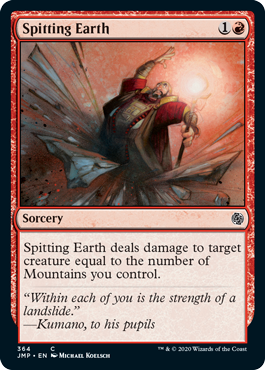 Spitting Earth 1
Sorcery
Spitting Earth deals damage to target
creature equal to the number of
Mountains you control.
“Within each of you is the strength of a
landslide.”
—Kumano, to his pupils
364 C
JMP • EN MICHAEL KOELSCH
™ & © 2020 Wizards of the Coast